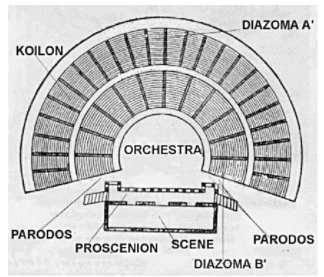 DIAZOMA A'
KOILON
ORCHESTRA
PARODOS
PROSCENION
SCENE
PARODOS
DIAZOMA B'